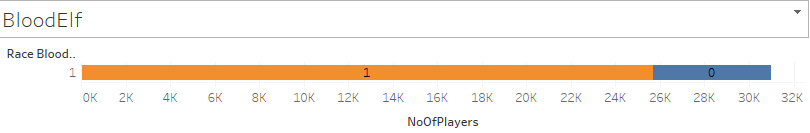 BloodElf
Race Blood..
1
1
0
0K 2K 4K 6K 8K 10K 12K 14K 16K 18K 20K 22K 24K 26K 28K 30K 32K
NoOfPlayers